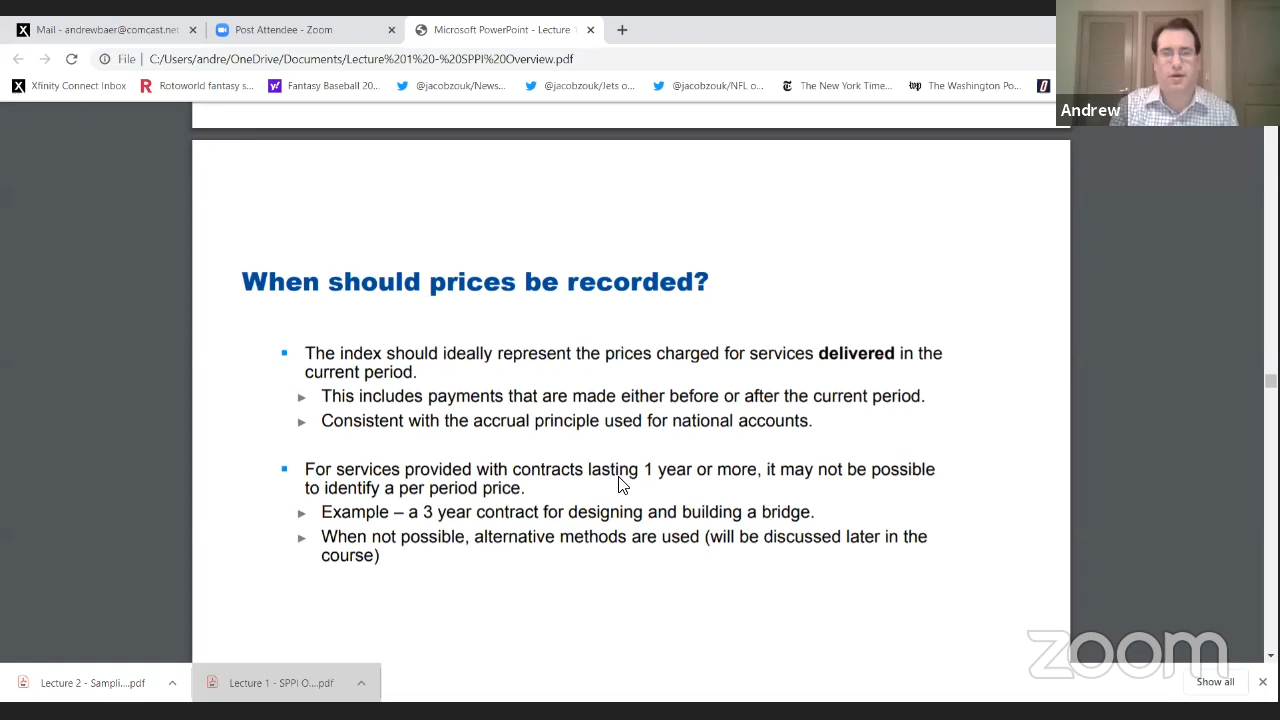 Mail - andrewbaer@comcast.net
Post Attendee - Zoom
Microsoft PowerPoint - Lecture 1
File
C:/Users/andre/OneDrive/Documents/Lecture%201%20-%20SPPI%20Overview.pdf
Xfinity Connect Inbox
Rotoworld fantasy s...
Fantasy Baseball 20...
@jacobzouk/News...
@jacobzouk/Jets o...
@jacobzouk/NFL o...
The New York Time...
The Washington Po...
Andrew
When should prices be recorded?
The index should ideally represent the prices charged for services delivered in the
current period.
This includes payments that are made either before or after the current period.
Consistent with the accrual principle used for national accounts.
For services provided with contracts lasting 1 year or more, it may not be possible
to identify a per period price.
Example – a 3 year contract for designing and building a bridge.
When not possible, alternative methods are used (will be discussed later in the
course)
zoom
Lecture 2 - Sampli....pdf
Lecture 1 - SPPI O....pdf
Show all